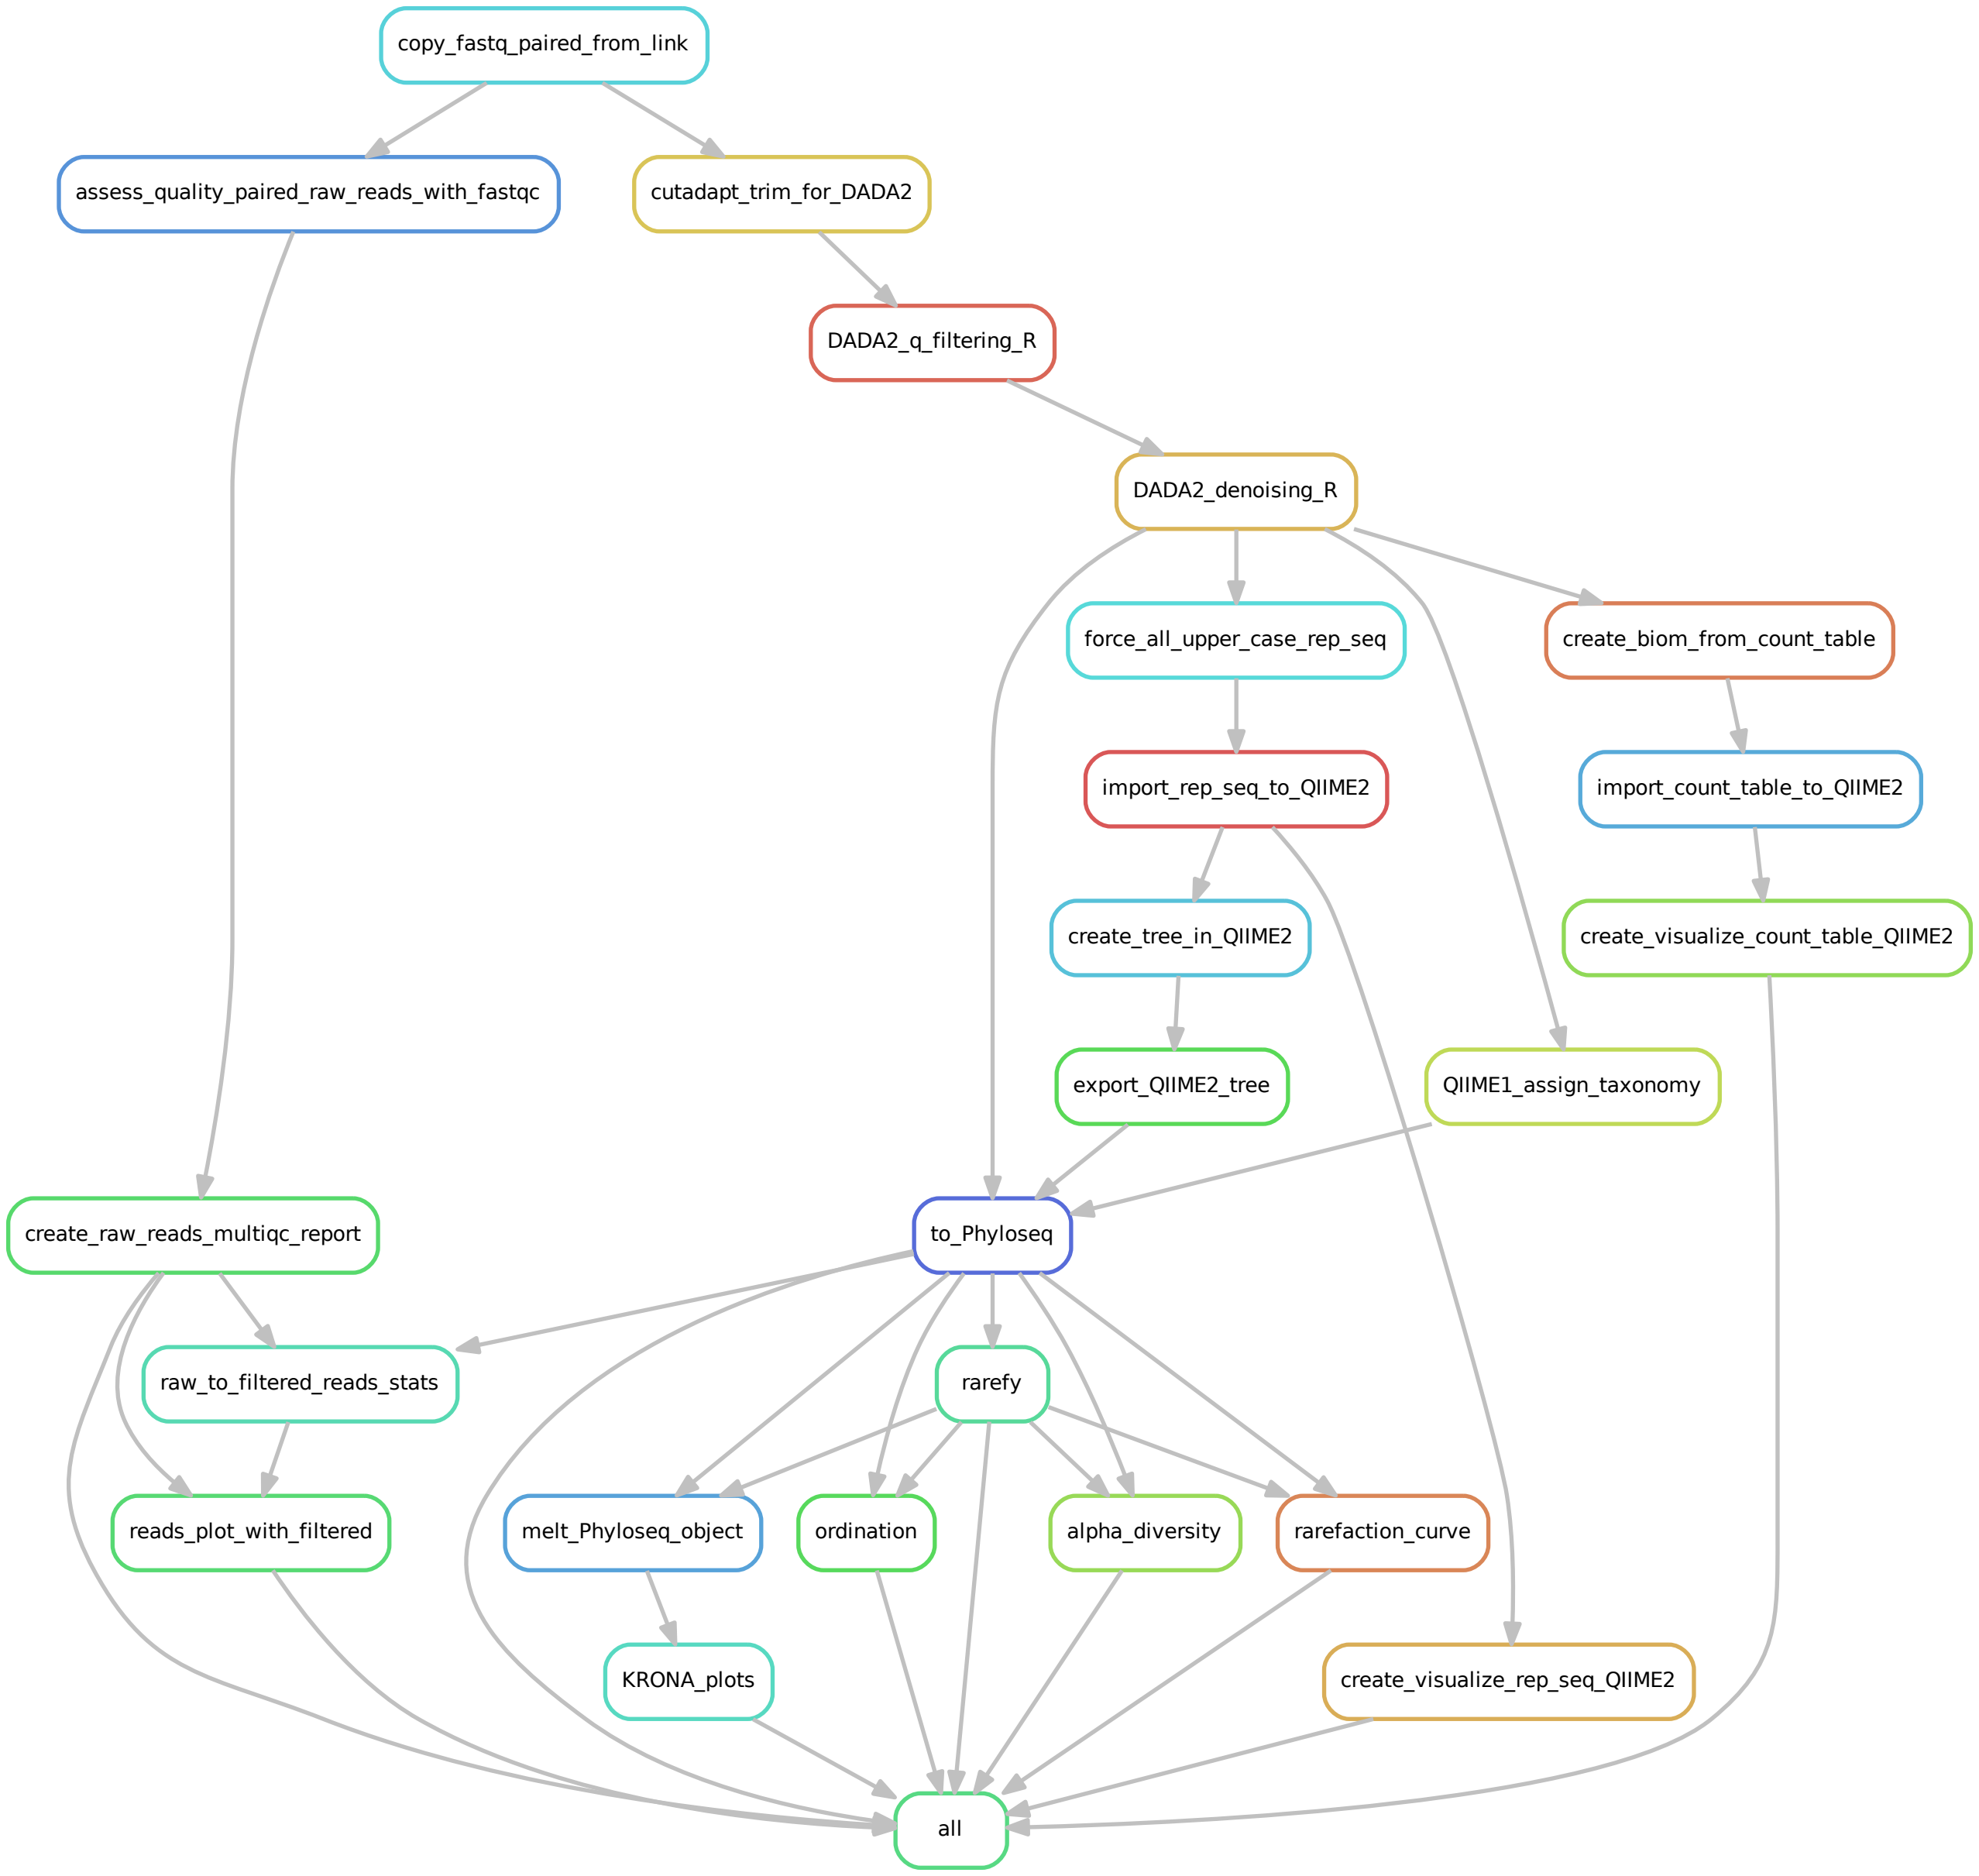 copy_fastq_paired_from_link
assess_quality_paired_raw_reads_with_fastqc
cutadapt_trim_for_DADA2
DADA2_q_filtering_R
DADA2_denoising_R
force_all_upper_case_rep_seq
create_biom_from_count_table
import_rep_seq_to_QIIME2
import_count_table_to_QIIME2
create_tree_in_QIIME2
create_visualize_count_table_QIIME2
export_QIIME2_tree
QIIME1_assign_taxonomy
create_raw_reads_multiqc_report
to_Phyloseq
raw_to_filtered_reads_stats
rarefy
reads_plot_with_filtered
melt_Phyloseq_object
ordination
alpha_diversity
rarefaction_curve
KRONA_plots
create_visualize_rep_seq_QIIME2
all